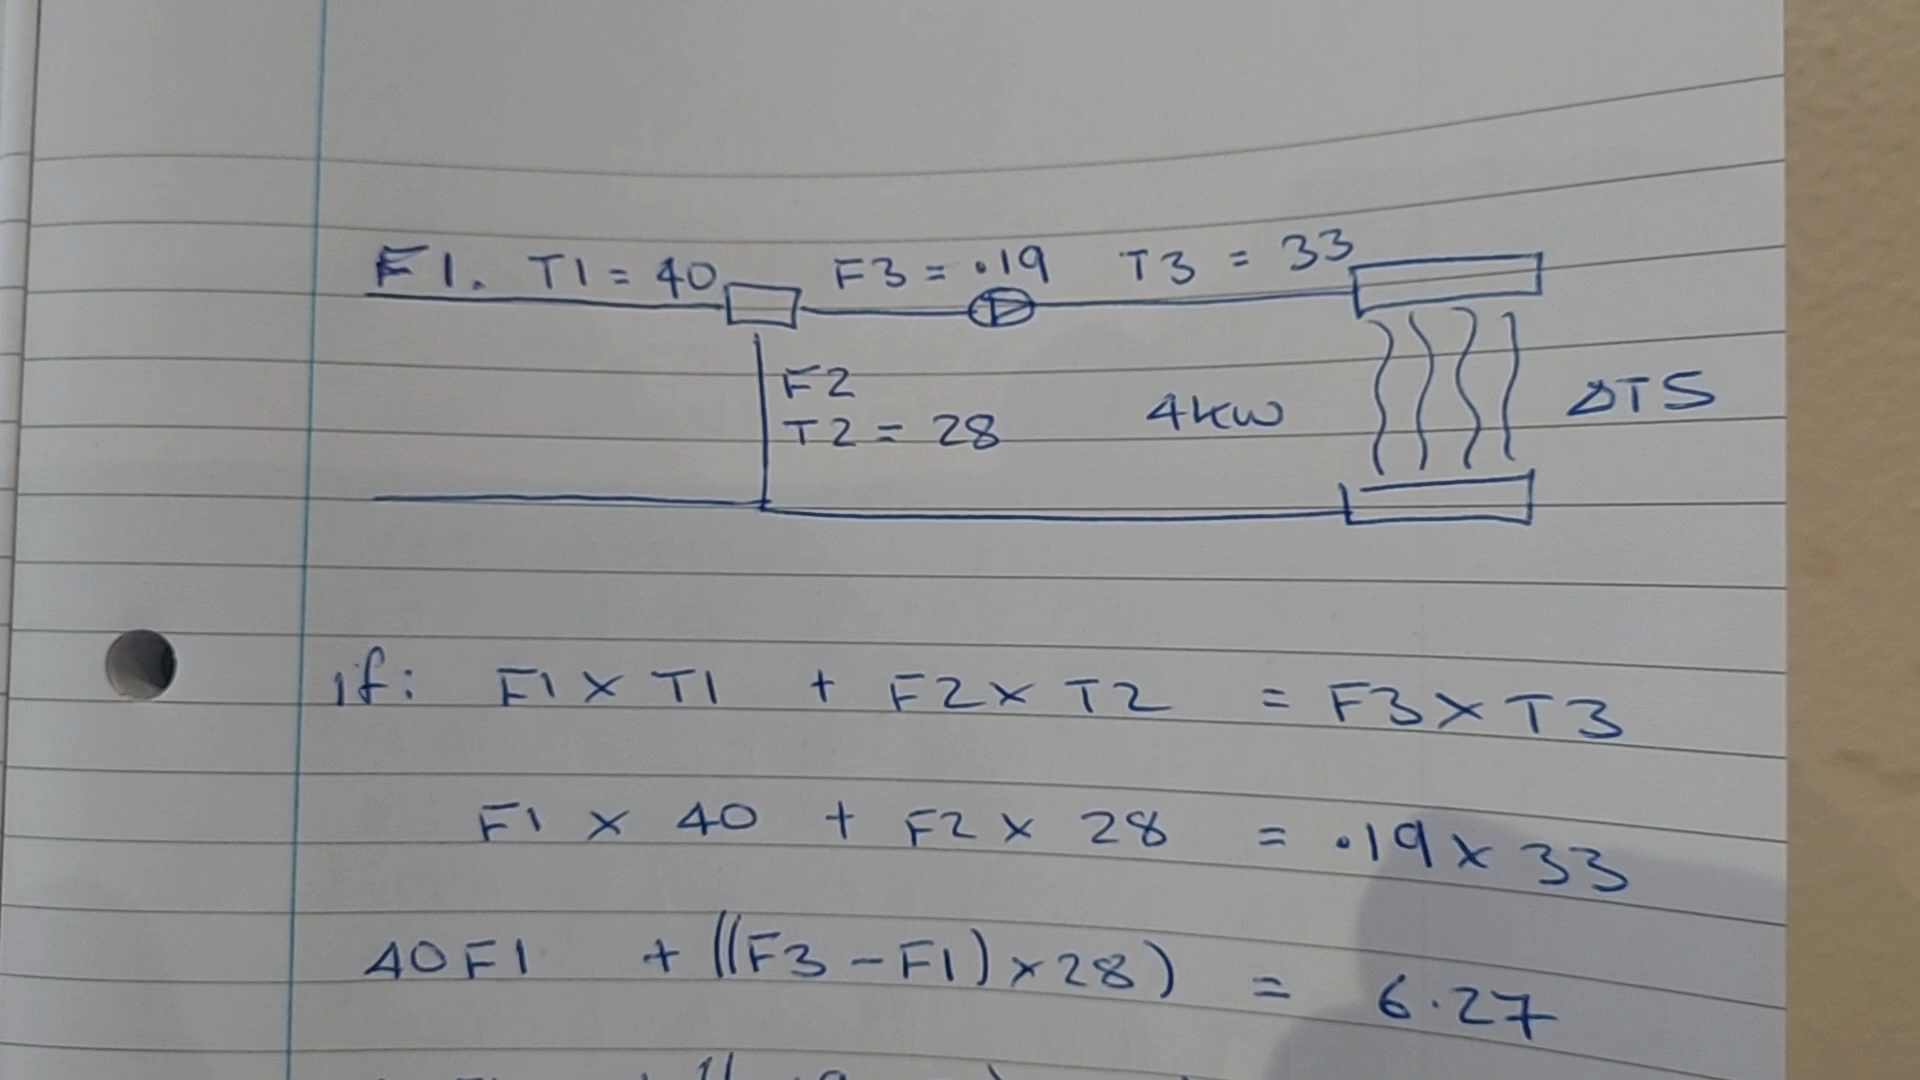 F1. T1 = 40 F3 = .19 T3 = 33
F2
T2 = 28 4kw ΔT5
if: F1 x T1 + F2 x T2 = F3 x T3
F1 x 40 + F2 x 28 = .19 x 33
40F1 + ((F3 - F1) x 28) = 6.27